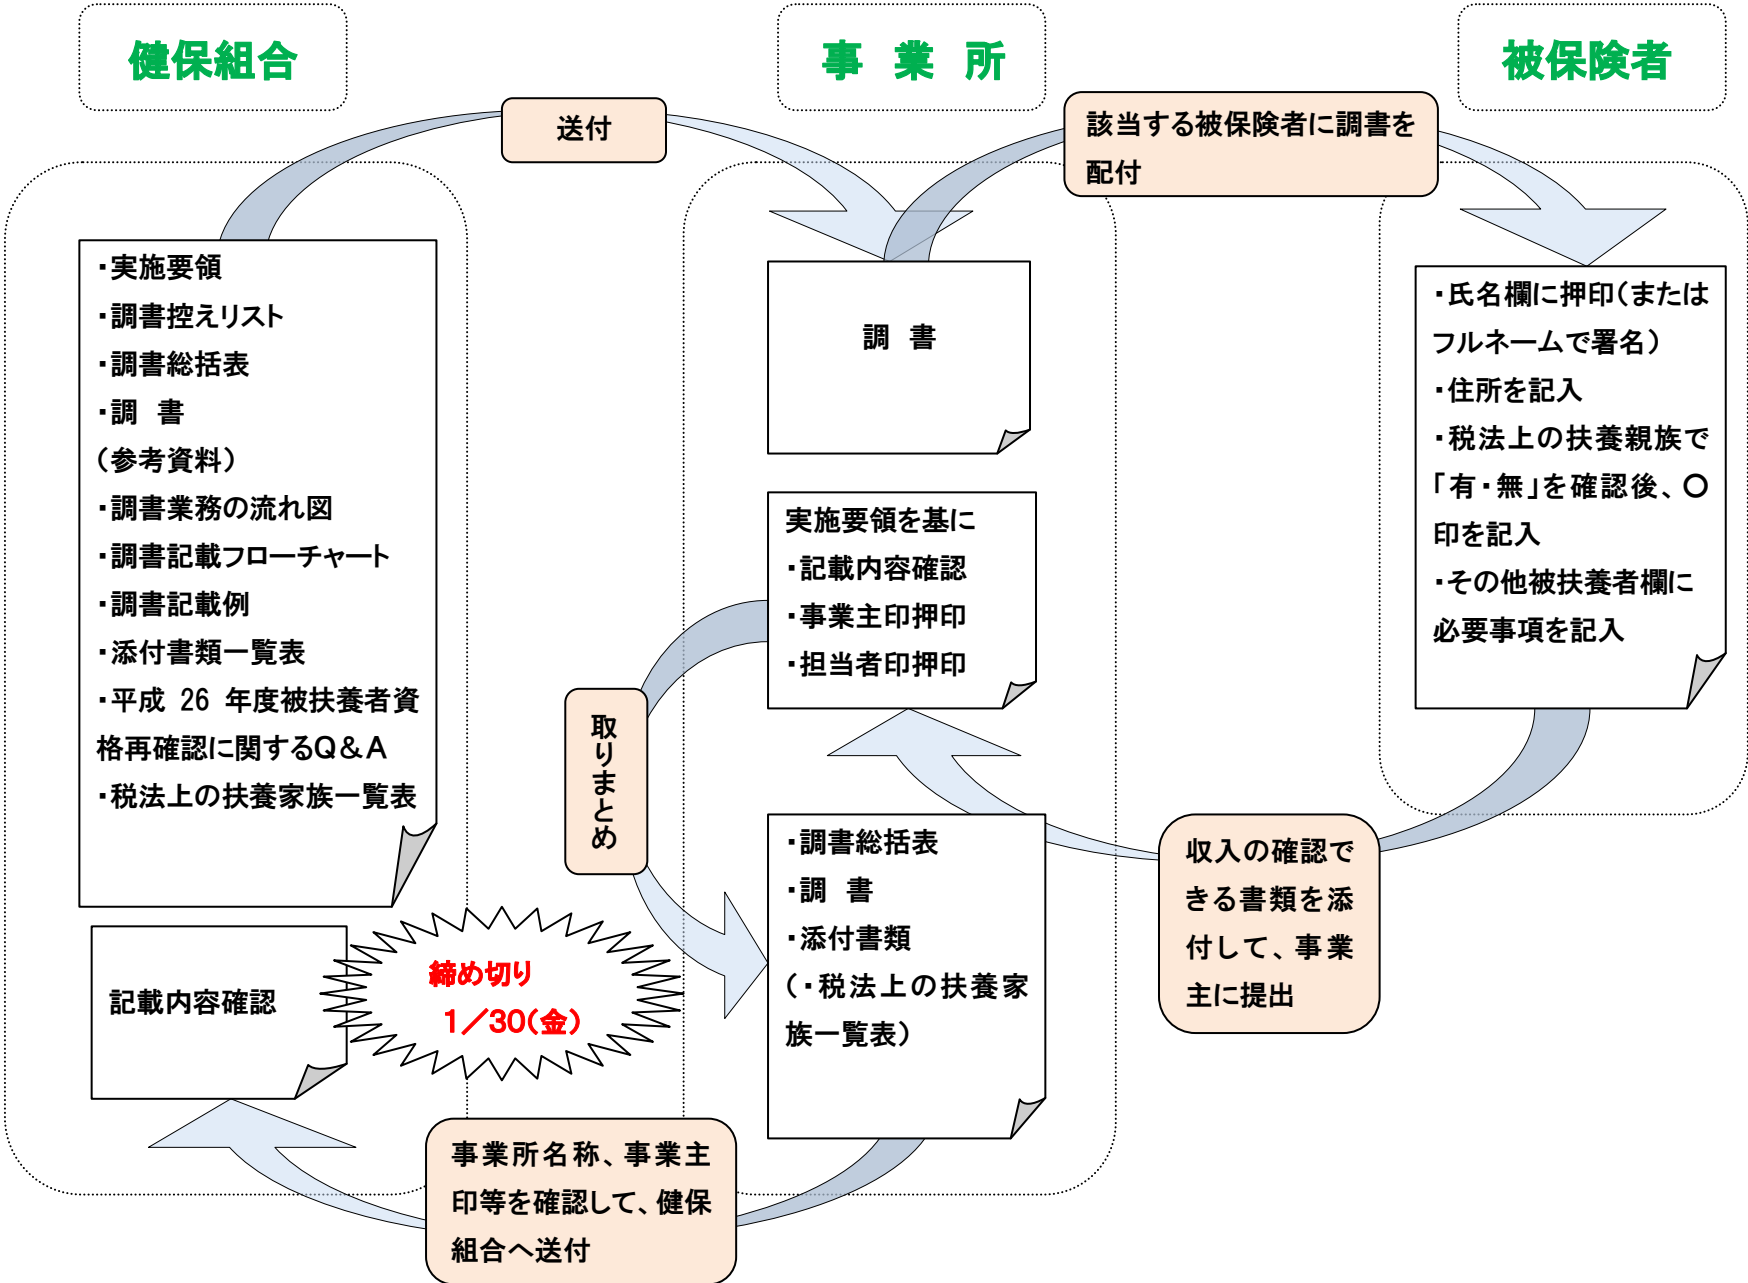 健保組合
事 業 所
被保険者
送付
該当する被保険者に調書を
配付
・実施要領
・調書控えリスト
・調書総括表
・調 書
（参考資料）
・調書業務の流れ図
・調書記載フローチャート
・調書記載例
・添付書類一覧表
・平成 26 年度被扶養者資
格再確認に関するQ&A
・税法上の扶養家族一覧表
調 書
・氏名欄に押印（または
フルネームで署名）
・住所を記入
・税法上の扶養親族で
「有・無」を確認後、〇
印を記入
・その他被扶養者欄に
必要事項を記入
実施要領を基に
・記載内容確認
・事業主印押印
・担当者印押印
取りまとめ
・調書総括表
・調 書
・添付書類
（・税法上の扶養家
族一覧表）
収入の確認で
きる書類を添
付して、事業
主に提出
記載内容確認
締め切り
1／30（金）
事業所名称、事業主
印等を確認して、健保
組合へ送付